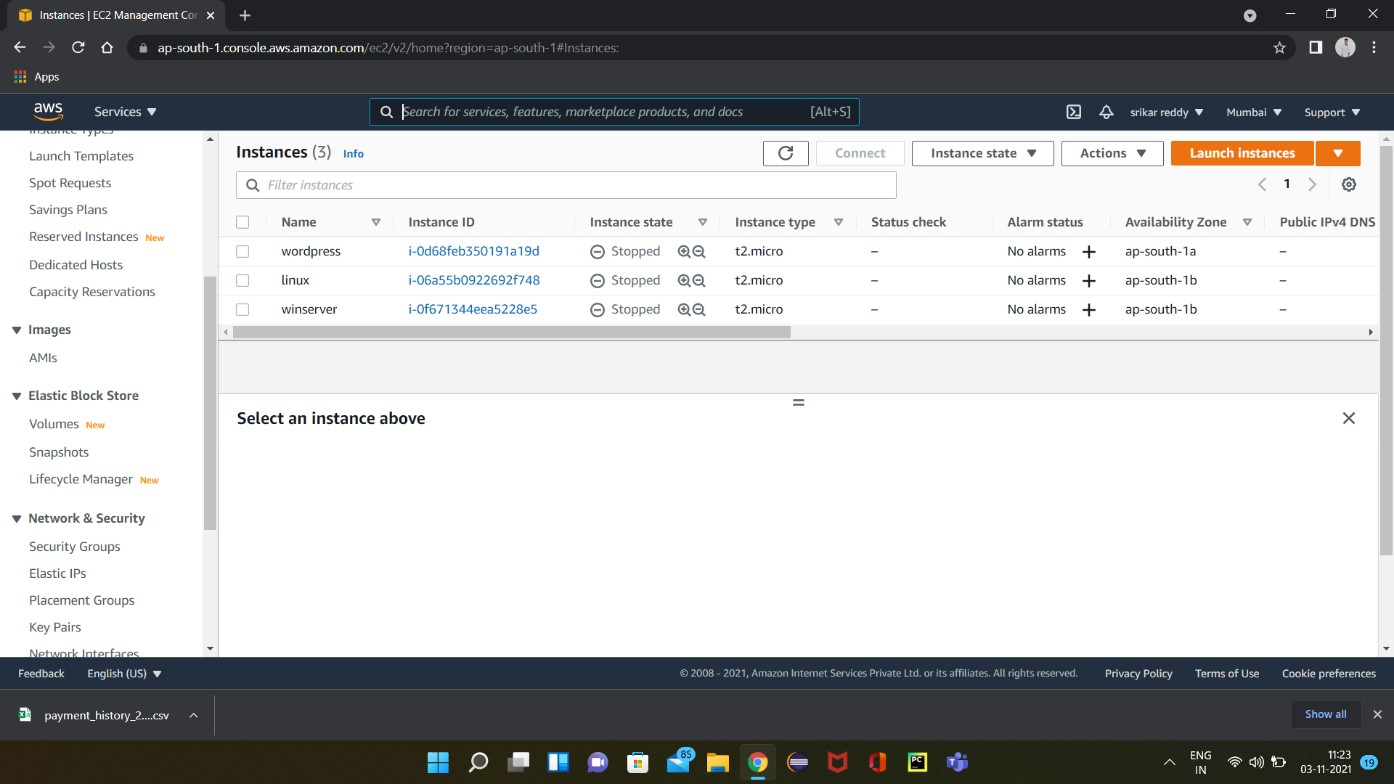 Instances | EC2 Management Con
ap-south-1.console.aws.amazon.com/ec2/v2/home?region=ap-south-1#Instances:
Apps
aws Services Search for services, features, marketplace products, and docs [Alt+S] srikar reddy Mumbai Support
Instance Types
Launch Templates
Spot Requests
Savings Plans
Reserved Instances New
Dedicated Hosts
Capacity Reservations
Images
AMIs
Elastic Block Store
Volumes New
Snapshots
Lifecycle Manager New
Network & Security
Security Groups
Elastic IPs
Placement Groups
Key Pairs
Network Interfaces
Instances (3) Info Connect Instance state Actions Launch instances
Filter instances 1
Name Instance ID Instance state Instance type Status check Alarm status Availability Zone Public IPv4 DNS
wordpress i-0d68feb350191a19d Stopped t2.micro – No alarms + ap-south-1a –
linux i-06a55b0922692f748 Stopped t2.micro – No alarms + ap-south-1b –
winserver i-0f671344eea5228e5 Stopped t2.micro – No alarms + ap-south-1b –
Select an instance above
Feedback English (US) © 2008 - 2021, Amazon Internet Services Private Ltd. or its affiliates. All rights reserved. Privacy Policy Terms of Use Cookie preferences
payment_history_2....csv Show all
85
PC
ENG
IN
11:23
03-11-2021
19